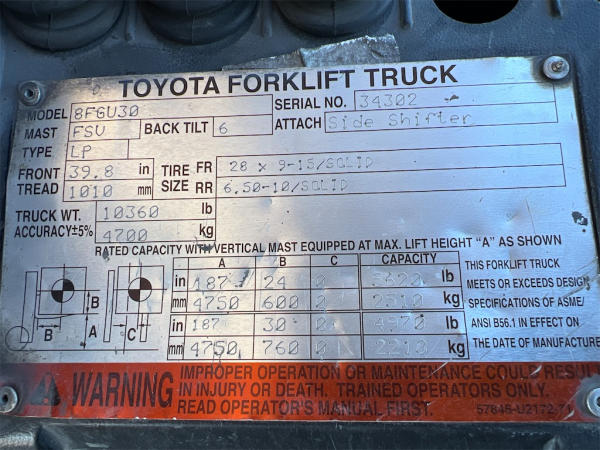 TOYOTA FORKLIFT TRUCK
MODEL 8FGU30 SERIAL NO. 34302
MAST FSV BACK TILT 6 ATTACH Side Shifter
TYPE LP
FRONT TREAD 39.8 in 1010 mm
TIRE SIZE FR 28 x 9-15/SOLID
RR 6.50-10/SOLID
TRUCK WT. 10360 lb
ACCURACY±5% 4700 kg
RATED CAPACITY WITH VERTICAL MAST EQUIPPED AT MAX. LIFT HEIGHT "A" AS SHOWN
A B C CAPACITY
in 187 24 0 lb
mm 4750 600 0 2510 kg
in 187 30 0 lb
mm 4750 760 0 2210 kg
B A B C
THIS FORKLIFT TRUCK
MEETS OR EXCEEDS DESIGN
SPECIFICATIONS OF ASME/
ANSI B56.1 IN EFFECT ON
THE DATE OF MANUFACTURE
WARNING
IMPROPER OPERATION OR MAINTENANCE COULD RESUL
IN INJURY OR DEATH. TRAINED OPERATORS ONLY.
READ OPERATOR'S MANUAL FIRST. 57845-U2172-71